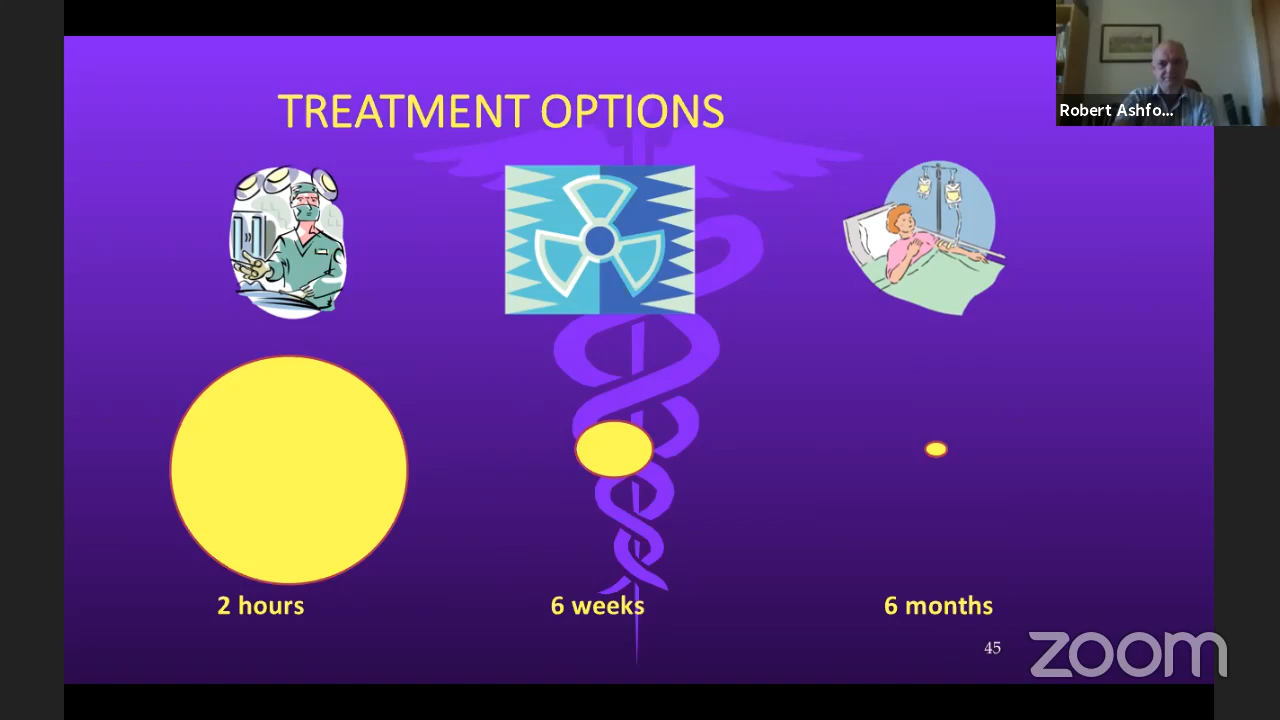 TREATMENT OPTIONS
Robert Ashfo...
2 hours
6 weeks
6 months
45
zoom